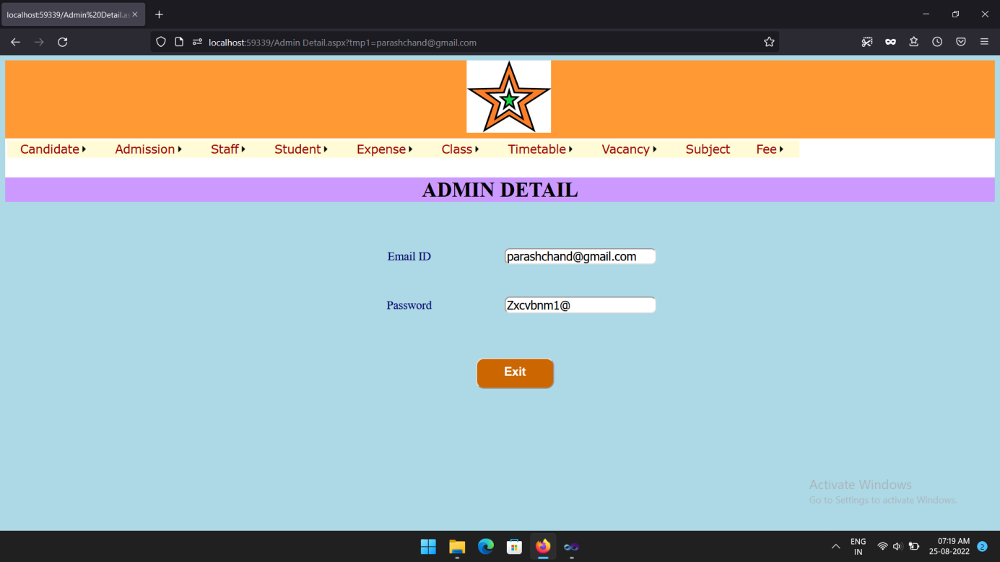 localhost:59339/Admin%20Detail.as
localhost:59339/Admin Detail.aspx?tmp1=parashchand@gmail.com
Candidate Admission Staff Student Expense Class Timetable Vacancy Subject Fee
ADMIN DETAIL
Email ID parashchand@gmail.com
Password Zxcvbnm1@
Exit
Activate Windows
Go to Settings to activate Windows.
ENG 07:19 AM
IN 25-08-2022 2